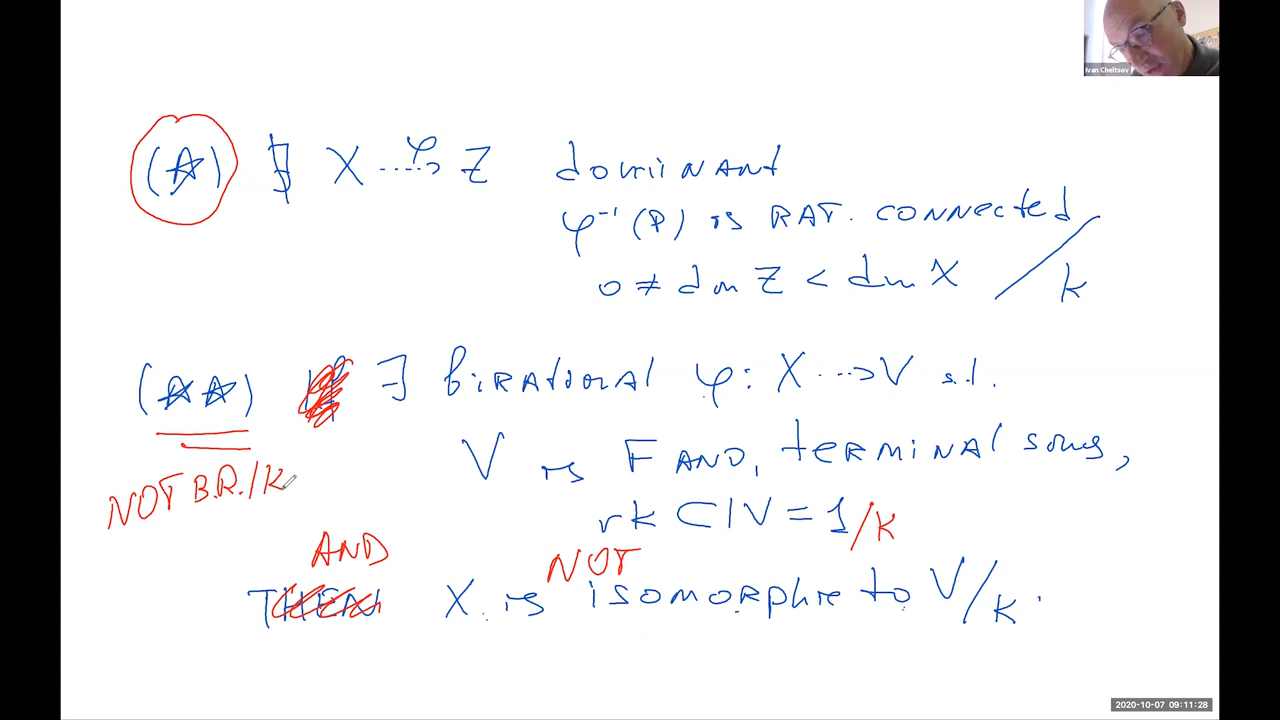 Ivan Cheltsov
(☆) ∃ X ⇢ Z DOMINANT
φ
φ⁻¹(P) is RAT. CONNECTED
0 ≠ dim Z < dim X / k
(☆☆) ∃ birational φ: X ⇢ V s.t.
V is FANO, TERMINAL sing,
NOT B.R./K
rk Cl V = 1/K
AND NOT
THEN X is isomorphic to V/K.
2020-10-07 09:11:28